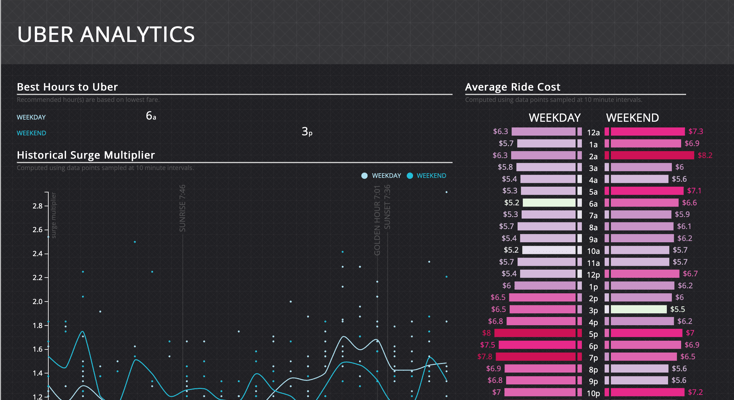 UBER ANALYTICS
Best Hours to Uber
Recommended hour(s) are based on lowest fare.
WEEKDAY 6a
WEEKEND 3p
Historical Surge Multiplier
Computed using data points sampled at 10 minute intervals.
WEEKDAY WEEKEND
surge multiplier
SUNRISE 7:46
GOLDEN HOUR 7:01
SUNSET 7:36
2.8
2.6
2.4
2.2
2.0
1.8
1.6
1.4
1.2
Average Ride Cost
Computed using data points sampled at 10 minute intervals.
WEEKDAY WEEKEND
$6.3 12a $7.3
$5.7 1a $6.9
$6.3 2a $8.2
$5.8 3a $6
$5.4 4a $5.6
$5.3 5a $7.1
$5.2 6a $6.6
$5.3 7a $5.9
$5.7 8a $6.1
$5.4 9a $6.2
$5.2 10a $5.7
$5.7 11a $5.7
$5.4 12p $6.7
$6 1p $6.2
$6.5 2p $6
$6.5 3p $5.5
$6.8 4p $6.2
$8 5p $7
$7.5 6p $6.9
$7.8 7p $6.5
$6.9 8p $5.6
$6.8 9p $5.6
$7 10p $7.2